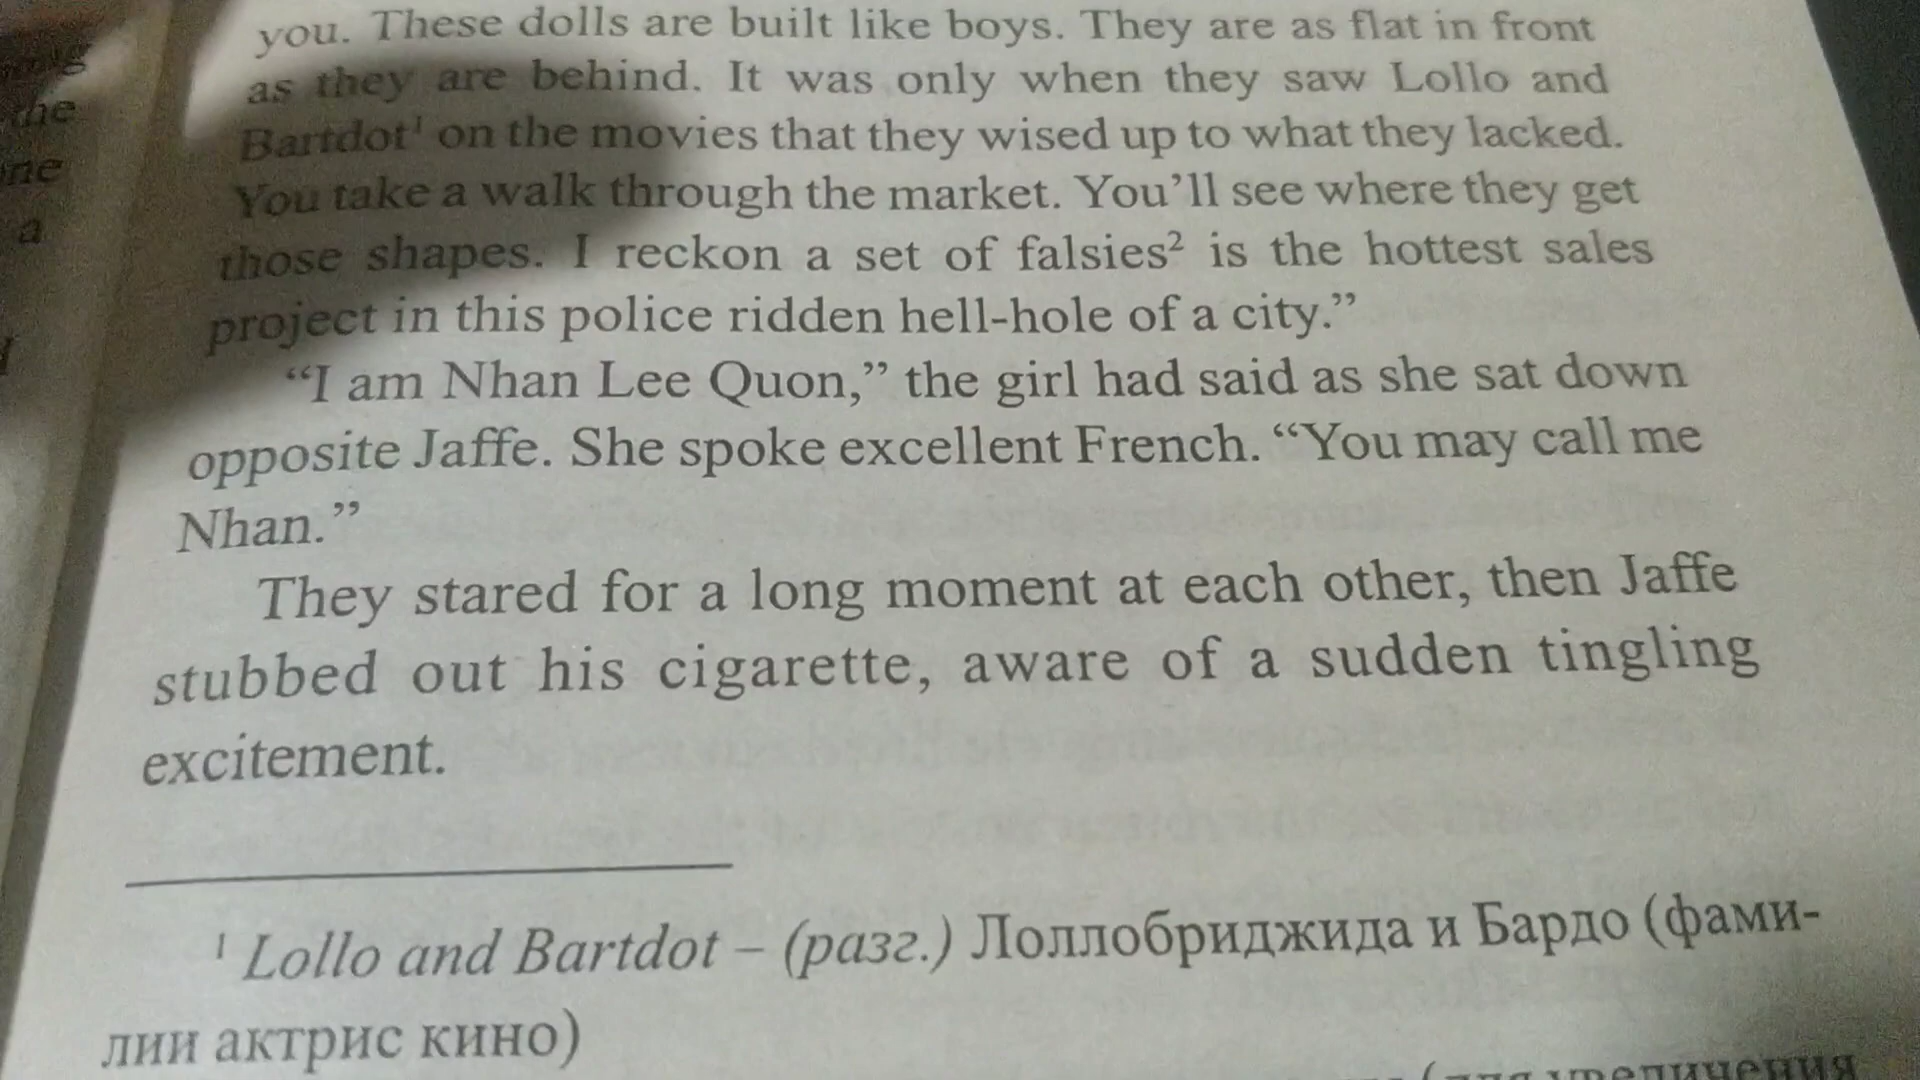 you. These dolls are built like boys. They are as flat in front
as they are behind. It was only when they saw Lollo and
Bartdot¹ on the movies that they wised up to what they lacked.
You take a walk through the market. You’ll see where they get
those shapes. I reckon a set of falsies² is the hottest sales
project in this police ridden hell-hole of a city.”
“I am Nhan Lee Quon,” the girl had said as she sat down
opposite Jaffe. She spoke excellent French. “You may call me
Nhan.”
They stared for a long moment at each other, then Jaffe
stubbed out his cigarette, aware of a sudden tingling
excitement.
¹ Lollo and Bartdot – (разг.) Лоллобриджида и Бардо (фами-
лии актрис кино)
(для увеличения